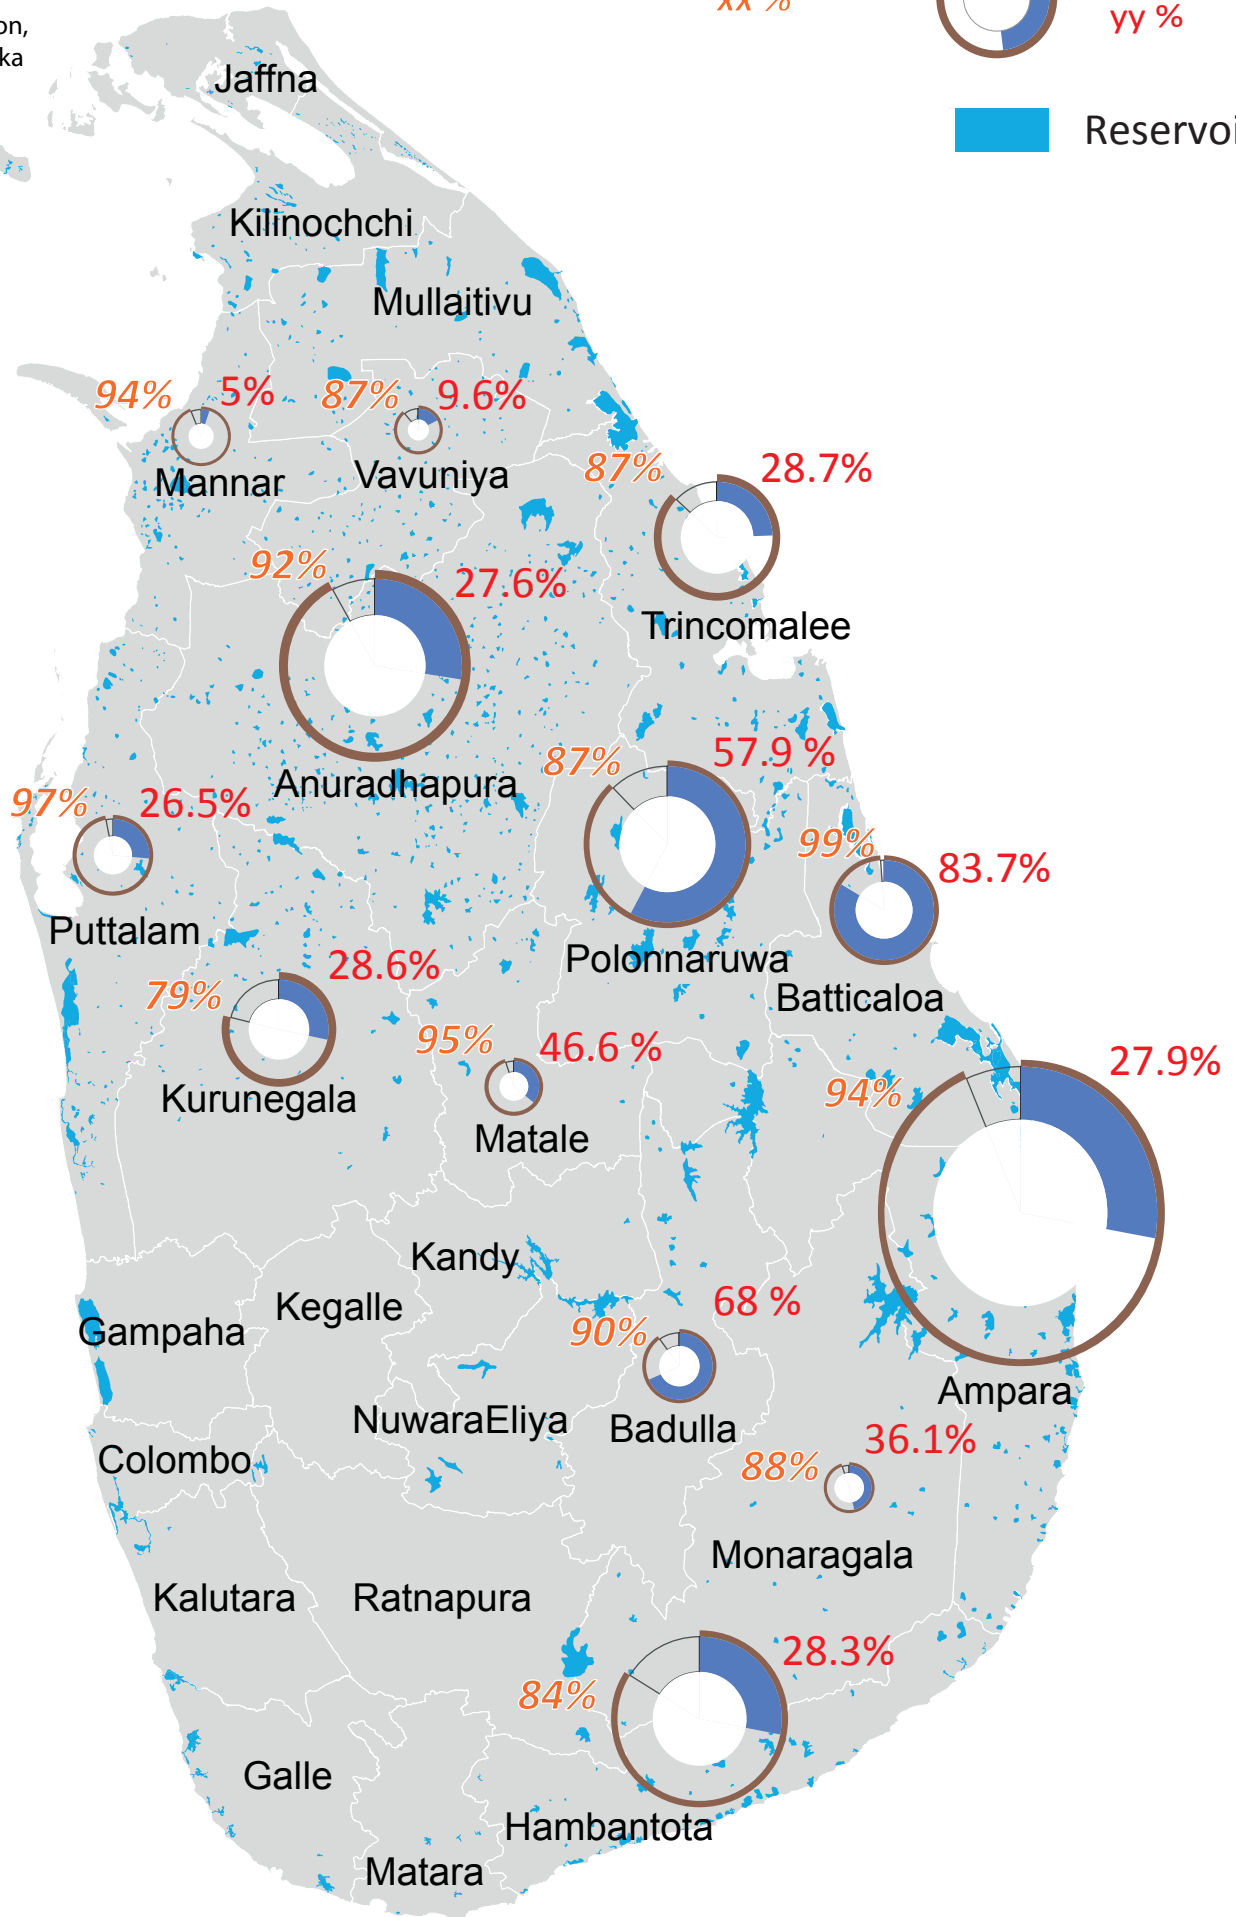 ka
xx %
yy %
Jaffna
Kilinochchi
Mullaitivu
94%
5%
87%
9.6%
Mannar
Vavuniya
87%
28.7%
92%
27.6%
Trincomalee
87%
57.9 %
Anuradhapura
97%
26.5%
99%
83.7%
Puttalam
Polonnaruwa
28.6%
79%
Batticaloa
95%
46.6 %
27.9%
94%
Kurunegala
Matale
Kandy
Kegalle
68 %
Gampaha
90%
Ampara
NuwaraEliya
Badulla
36.1%
Colombo
88%
Monaragala
Kalutara
Ratnapura
28.3%
84%
Galle
Hambantota
Matara